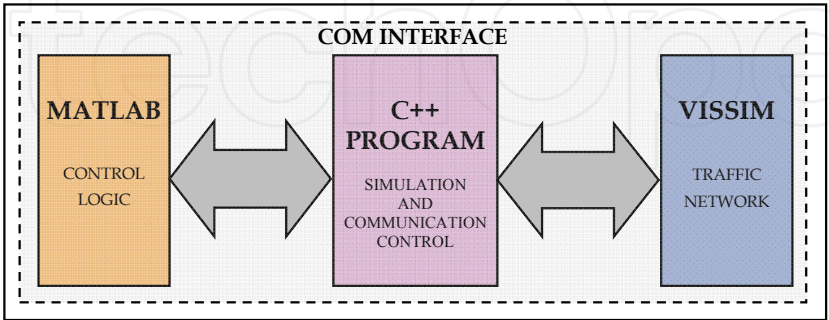 COM INTERFACE
MATLAB
CONTROL
LOGIC
C++
PROGRAM
SIMULATION
AND
COMMUNICATION
CONTROL
VISSIM
TRAFFIC
NETWORK